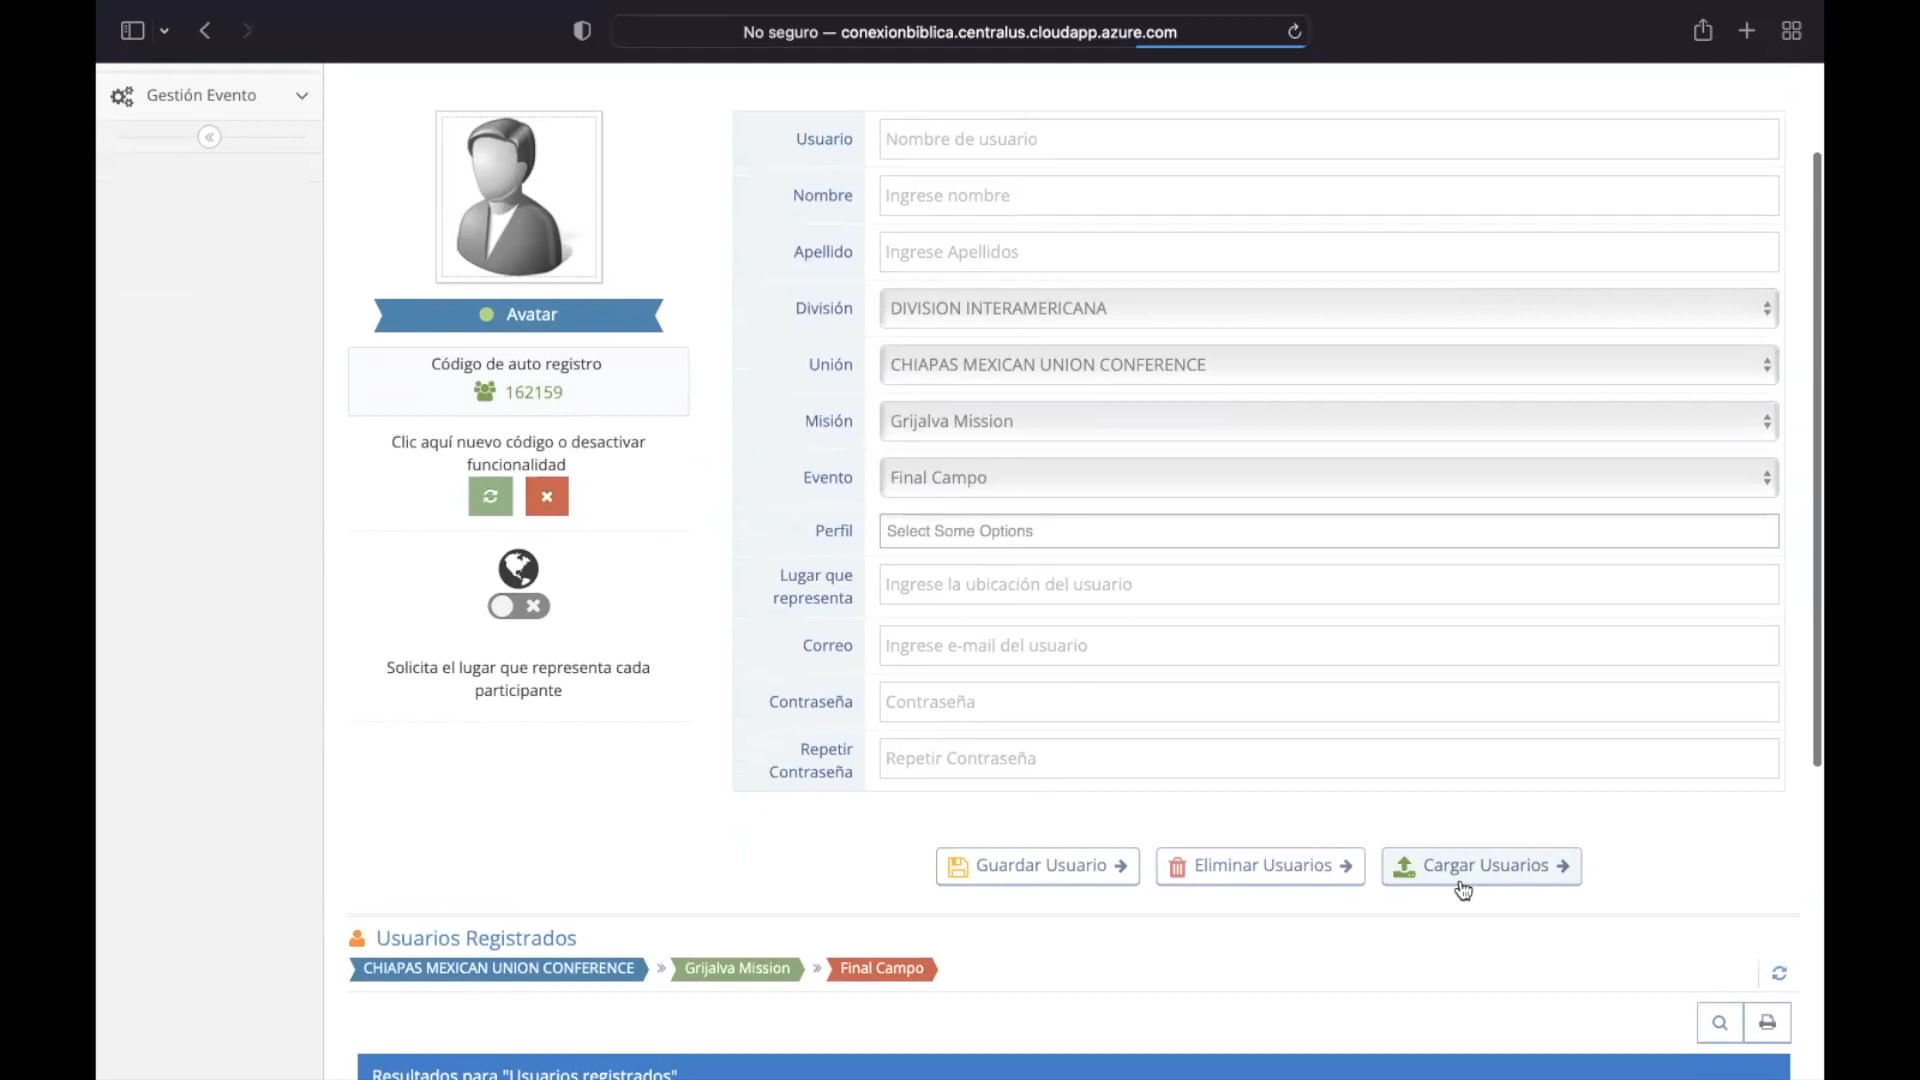 No seguro — conexionbiblica.centralus.cloudapp.azure.com
Gestión Evento
Avatar
Código de auto registro
162159
Clic aquí nuevo código o desactivar
funcionalidad
Solicita el lugar que representa cada
participante
Usuario
Nombre de usuario
Nombre
Ingrese nombre
Apellido
Ingrese Apellidos
División
DIVISION INTERAMERICANA
Unión
CHIAPAS MEXICAN UNION CONFERENCE
Misión
Grijalva Mission
Evento
Final Campo
Perfil
Select Some Options
Lugar que
representa
Ingrese la ubicación del usuario
Correo
Ingrese e-mail del usuario
Contraseña
Contraseña
Repetir
Contraseña
Repetir Contraseña
Guardar Usuario
Eliminar Usuarios
Cargar Usuarios
Usuarios Registrados
CHIAPAS MEXICAN UNION CONFERENCE » Grijalva Mission » Final Campo
Resultados para "Usuarios registrados"